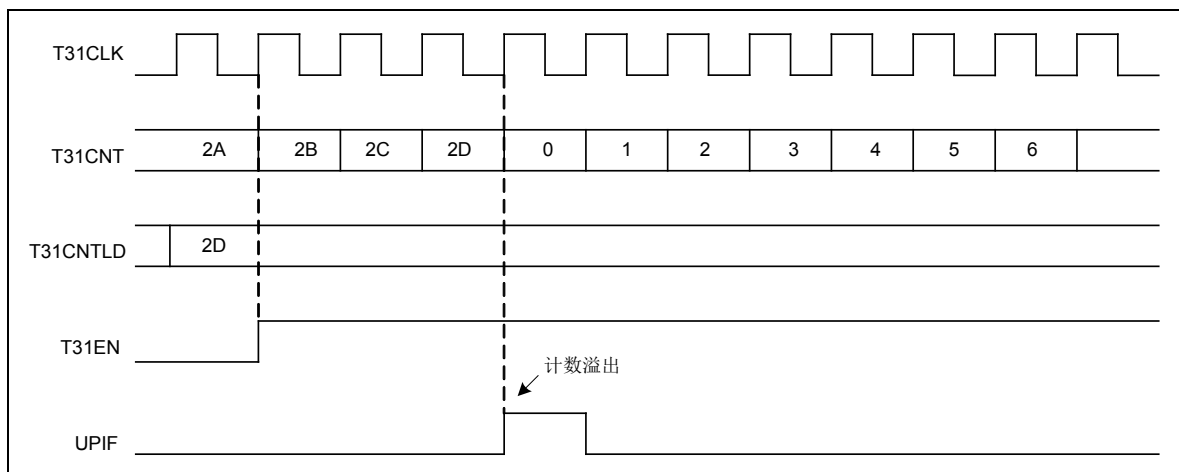 T31CLK
T31CNT 2A 2B 2C 2D 0 1 2 3 4 5 6
T31CNTLD 2D
T31EN
计数溢出
UPIF